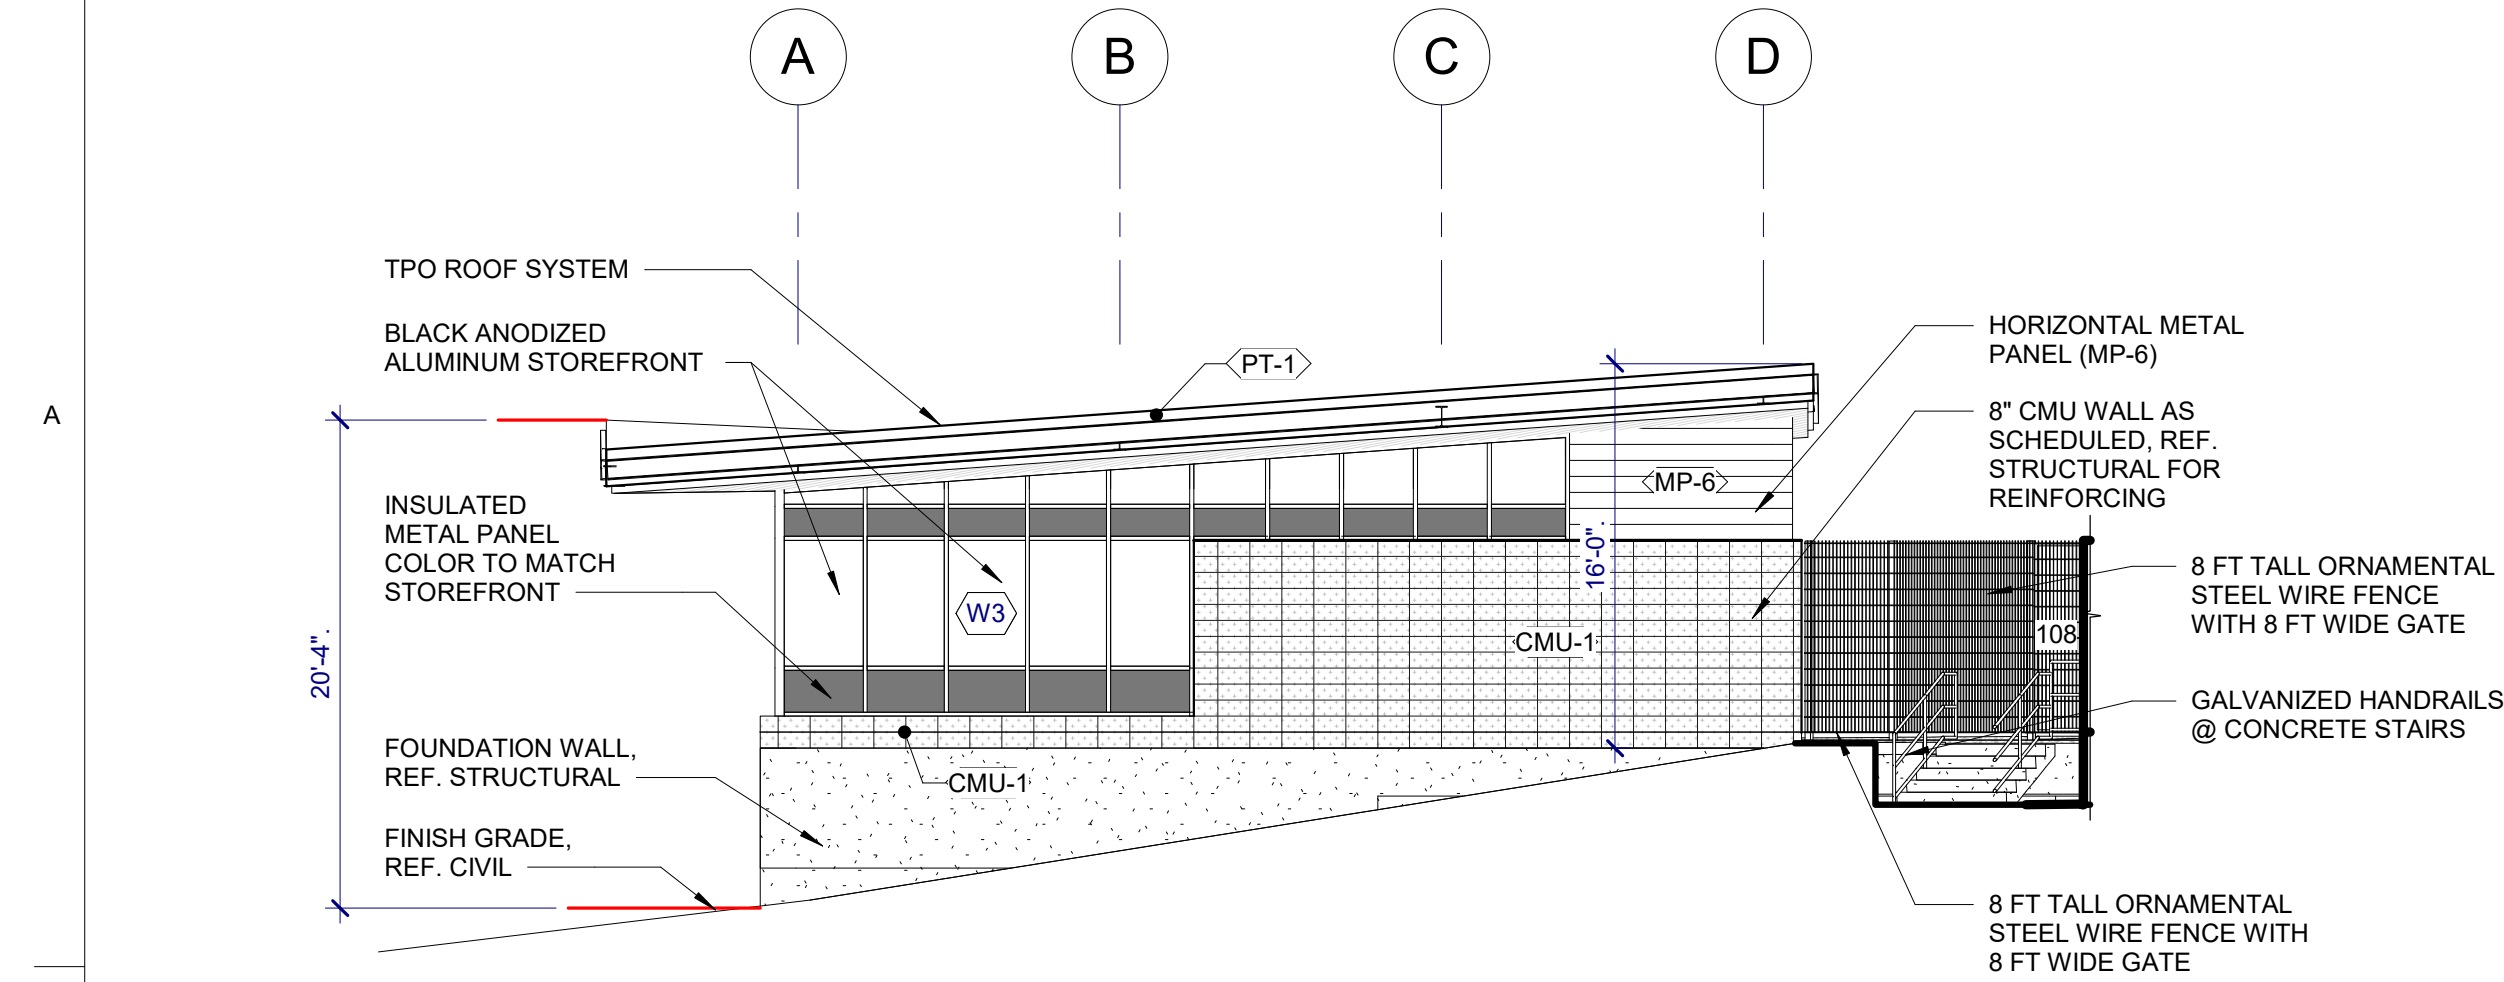 A
B
C
D
A
TPO ROOF SYSTEM
BLACK ANODIZED
ALUMINUM STOREFRONT
INSULATED
METAL PANEL
COLOR TO MATCH
STOREFRONT
20'-4".
FOUNDATION WALL,
REF. STRUCTURAL
FINISH GRADE,
REF. CIVIL
PT-1
MP-6
W3
16'-0".
CMU-1
CMU-1
HORIZONTAL METAL
PANEL (MP-6)
8" CMU WALL AS
SCHEDULED, REF.
STRUCTURAL FOR
REINFORCING
8 FT TALL ORNAMENTAL
STEEL WIRE FENCE
WITH 8 FT WIDE GATE
108
GALVANIZED HANDRAILS
@ CONCRETE STAIRS
8 FT TALL ORNAMENTAL
STEEL WIRE FENCE WITH
8 FT WIDE GATE